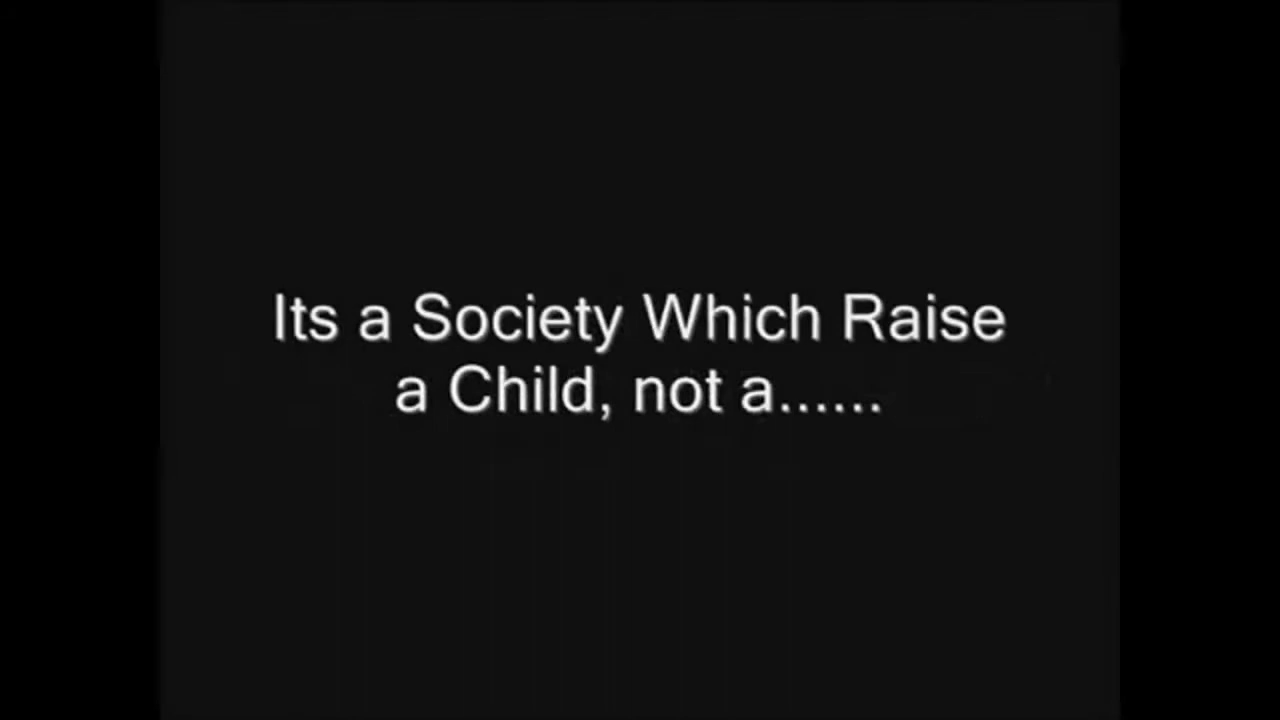 Its a Society Which Raise
a Child, not a......